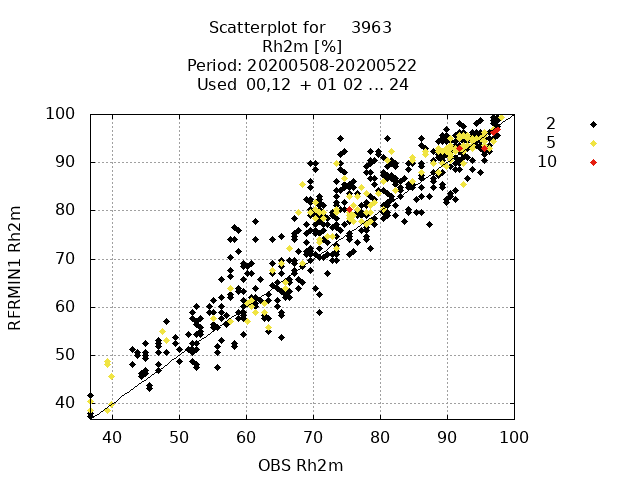 Scatterplot for 3963
Rh2m [%]
Period: 20200508-20200522
Used 00,12 + 01 02 ... 24
2
5
10
100
90
80
70
60
50
40
RFRMIN1 Rh2m
40 50 60 70 80 90 100
OBS Rh2m